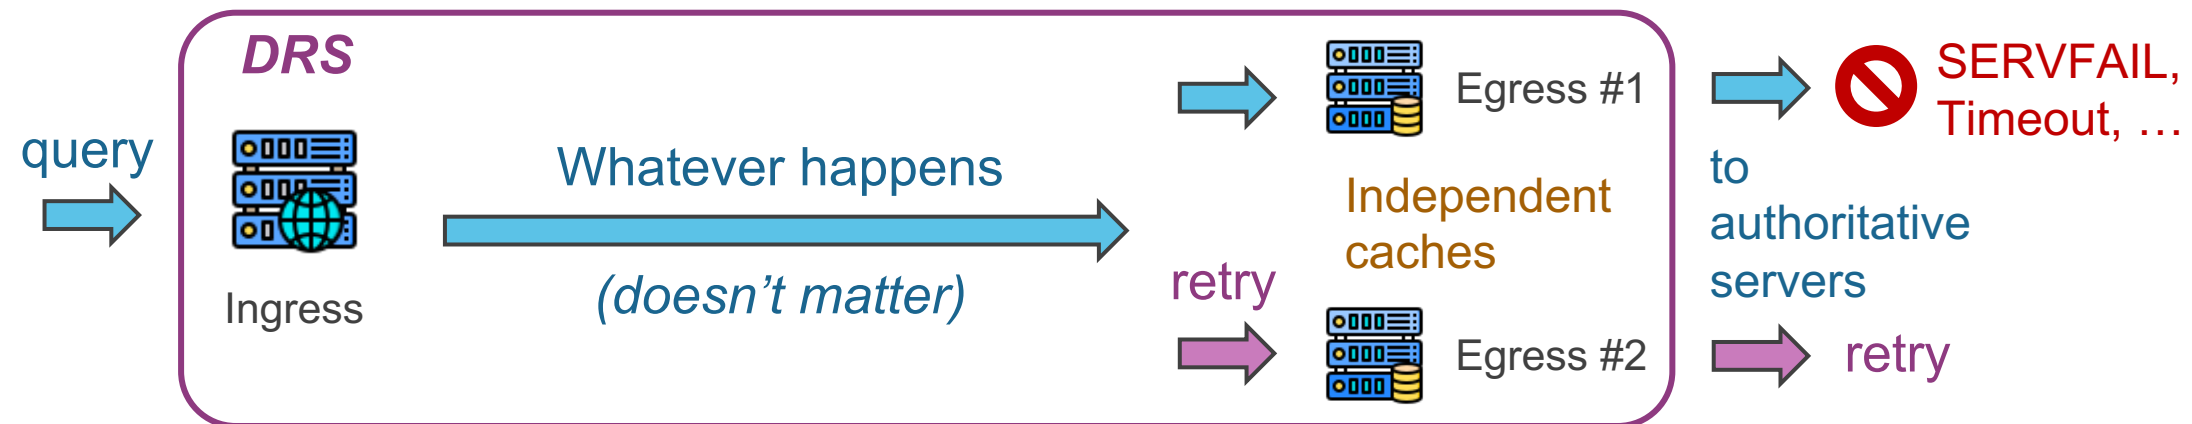 DRS
query
Ingress
Whatever happens
(doesn’t matter)
retry
Egress #1
Independent
caches
Egress #2
SERVFAIL,
Timeout, …
to
authoritative
servers
retry